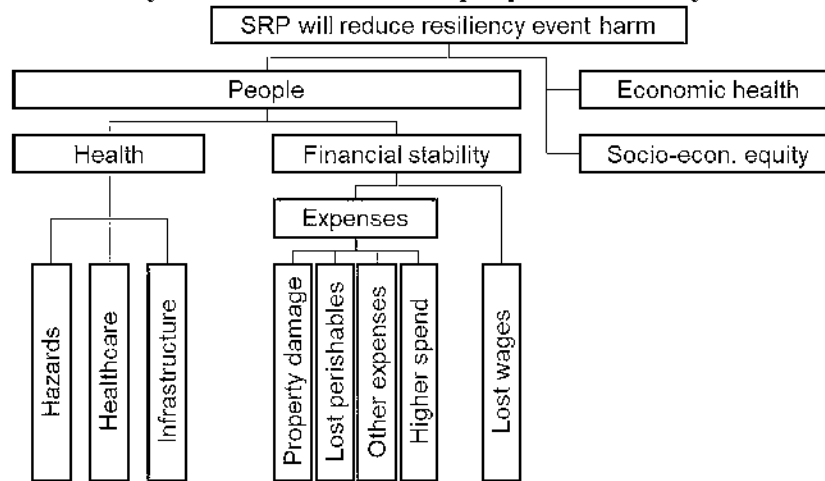 SRP will reduce resiliency event harm
People
Economic health
Health
Financial stability
Socio-econ. equity
Expenses
Hazards
Healthcare
Infrastructure
Property damage
Lost perishables
Other expenses
Higher spend
Lost wages